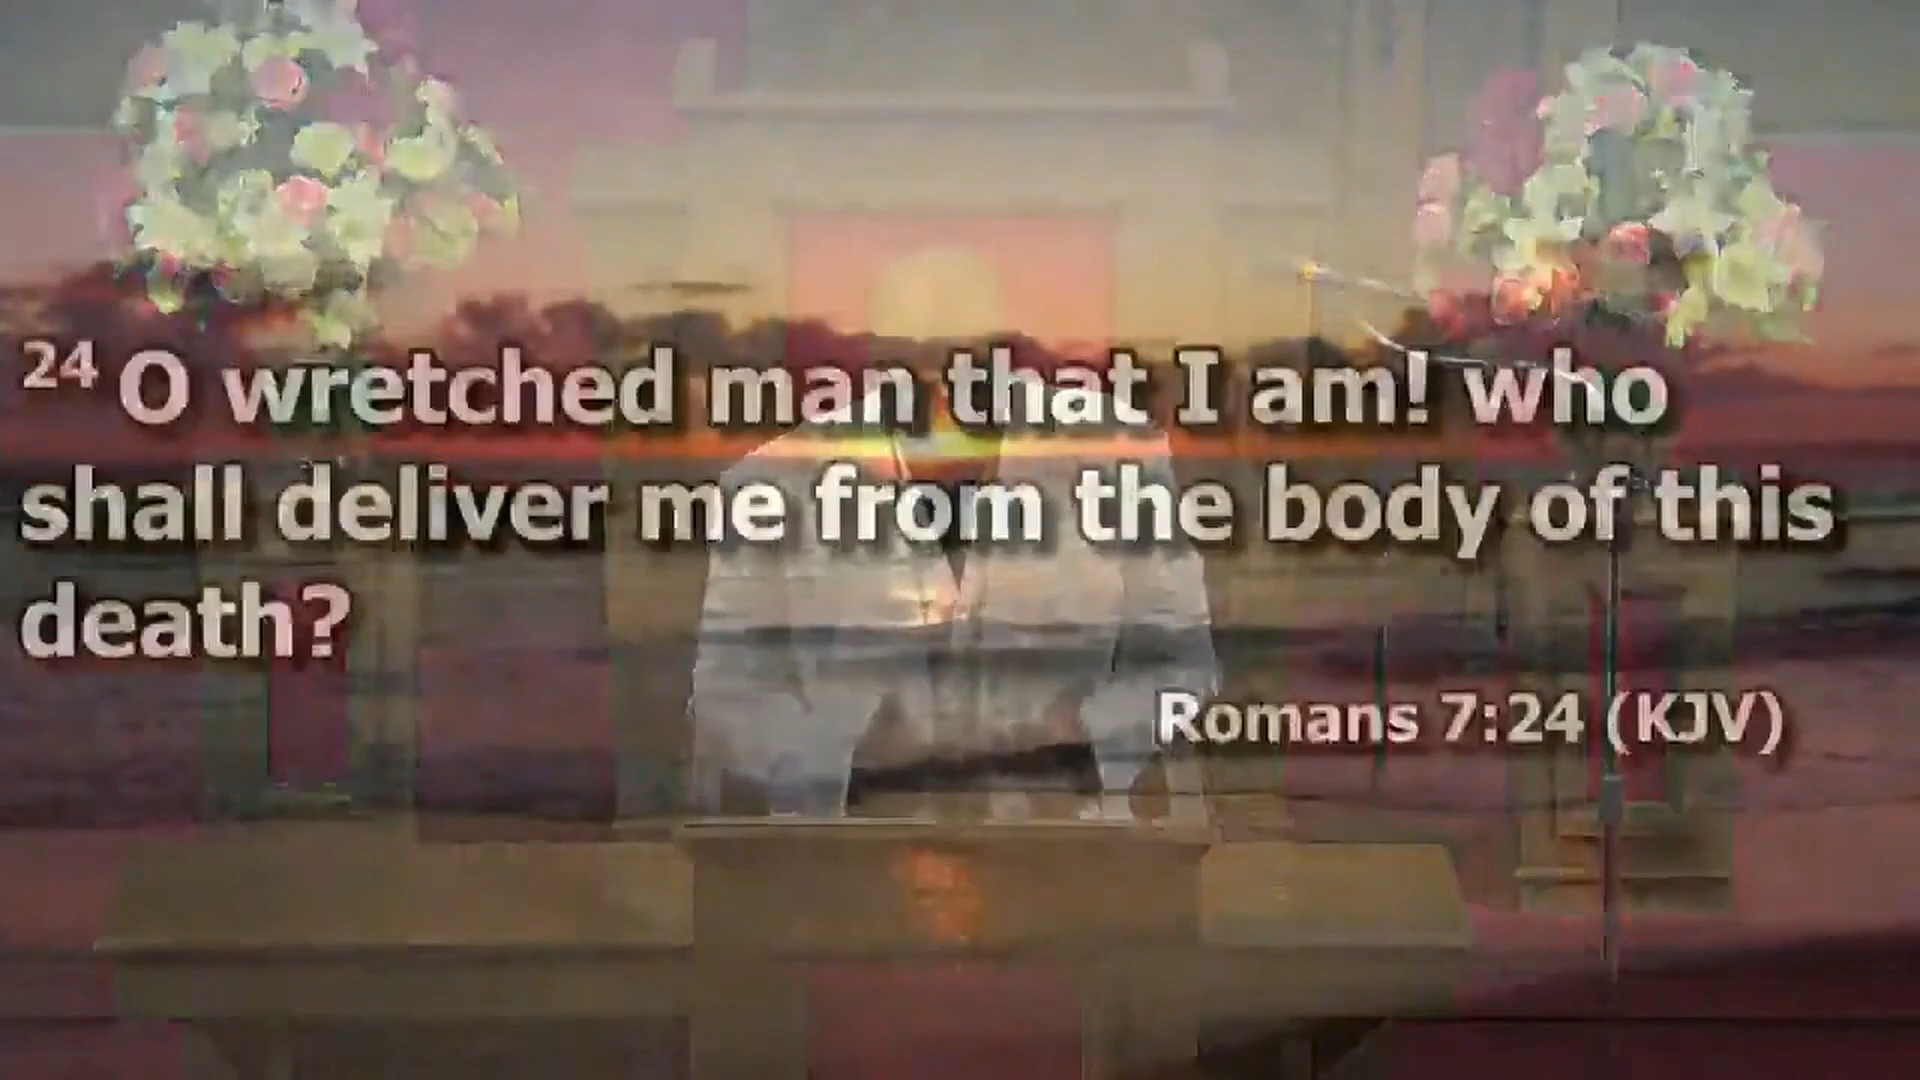 24 O wretched man that I am! who
shall deliver me from the body of this
death?
Romans 7:24 (KJV)